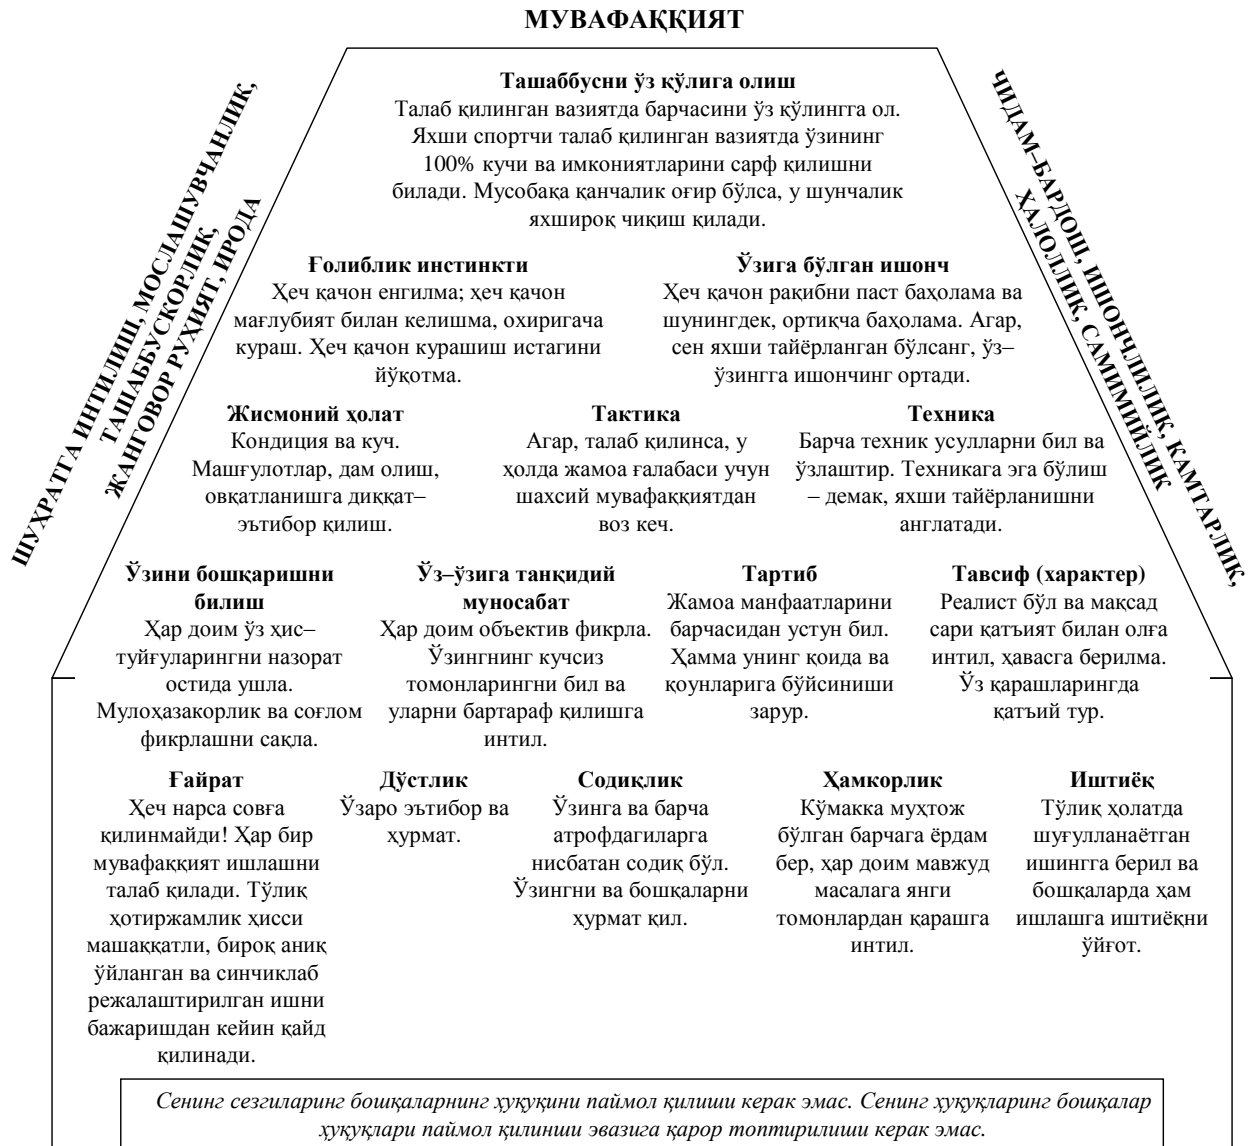 МУВАФАҚҚИЯТ
ШУҲРАТГА ИНТИЛИШ, МОСЛАШУВЧАНЛИК,
ТАШАББУСКОРЛИК,
ЖАНГОВОР РУҲИЯТ, ИРОДА
ЧИДАМ–БАРДОШ, ИШОНЧЛИЛИК, КАМТАРЛИК,
ҲАЛОЛЛИК, САМИМИЙЛИК
Ташаббусни ўз қўлига олиш
Талаб қилинган вазиятда барчасини ўз қўлингга ол.
Яхши спортчи талаб қилинган вазиятда ўзининг
100% кучи ва имкониятларини сарф қилишни
билади. Мусобақа қанчалик оғир бўлса, у шунчалик
яхшироқ чиқиш қилади.
Ғолиблик инстинкти
Ҳеч қачон енгилма; ҳеч қачон
мағлубият билан келишма, охиригача
кураш. Ҳеч қачон курашиш истагини
йўқотма.
Ўзига бўлган ишонч
Ҳеч қачон рақибни паст баҳолама ва
шунингдек, ортиқча баҳолама. Агар,
сен яхши тайёрланган бўлсанг, ўз–
ўзингга ишончинг ортади.
Жисмоний ҳолат
Кондиция ва куч.
Машғулотлар, дам олиш,
овқатланишга диққат–
эътибор қилиш.
Тактика
Агар, талаб қилинса, у
ҳолда жамоа ғалабаси учун
шахсий мувафаққиятдан
воз кеч.
Техника
Барча техник усулларни бил ва
ўзлаштир. Техникага эга бўлиш
– демак, яхши тайёрланишни
англатади.
Ўзини бошқаришни
билиш
Ҳар доим ўз ҳис–
туйғуларингни назорат
остида ушла.
Мулоҳазакорлик ва соғлом
фикрлашни сақла.
Ўз–ўзига танқидий
муносабат
Ҳар доим объектив фикрла.
Ўзингнинг кучсиз
томонларингни бил ва
уларни бартараф қилишга
интил.
Тартиб
Жамоа манфаатларини
барчасидан устун бил.
Ҳамма унинг қоида ва
қоунларига бўйсиниши
зарур.
Тавсиф (характер)
Реалист бўл ва мақсад
сари қатъият билан олға
интил, ҳавасга берилма.
Ўз қарашларингда
қатъий тур.
Ғайрат
Ҳеч нарса совға
қилинмайди! Ҳар бир
мувафаққият ишлашни
талаб қилади. Тўлиқ
ҳотиржамлик ҳисси
машаққатли, бироқ аниқ
ўйланган ва синчиклаб
режалаштирилган ишни
бажаришдан кейин қайд
қилинади.
Дўстлик
Ўзаро эътибор ва
ҳурмат.
Содиқлик
Ўзинга ва барча
атрофдагиларга
нисбатан содиқ бўл.
Ўзингни ва бошқаларни
ҳурмат қил.
Ҳамкорлик
Кўмакка муҳтож
бўлган барчага ёрдам
бер, ҳар доим мавжуд
масалага янги
томонлардан қарашга
интил.
Иштиёқ
Тўлиқ ҳолатда
шуғулланаётган
ишингга берил ва
бошқаларда ҳам
ишлашга иштиёқни
ўйғот.
Сенинг сезгиларинг бошқаларнинг ҳуқуқини паймол қилиши керак эмас. Сенинг ҳуқуқларинг бошқалар
ҳуқуқлари паймол қилинши эвазига қарор топтирилиши керак эмас.